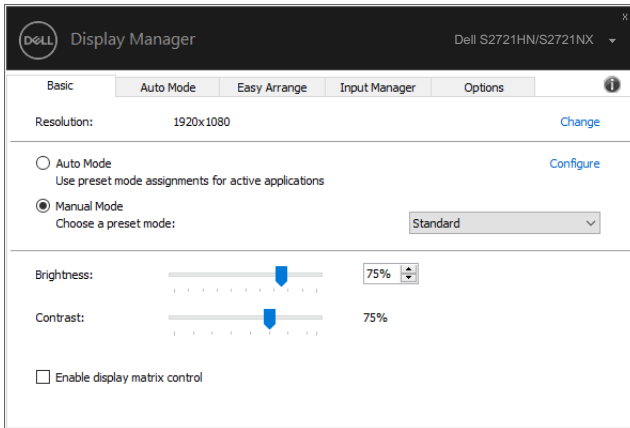 x
DELL Display Manager Dell S2721HN/S2721NX
Basic Auto Mode Easy Arrange Input Manager Options i
Resolution: 1920x1080 Change
Auto Mode Configure
Use preset mode assignments for active applications
Manual Mode
Choose a preset mode: Standard
Brightness: 75%
Contrast: 75%
Enable display matrix control